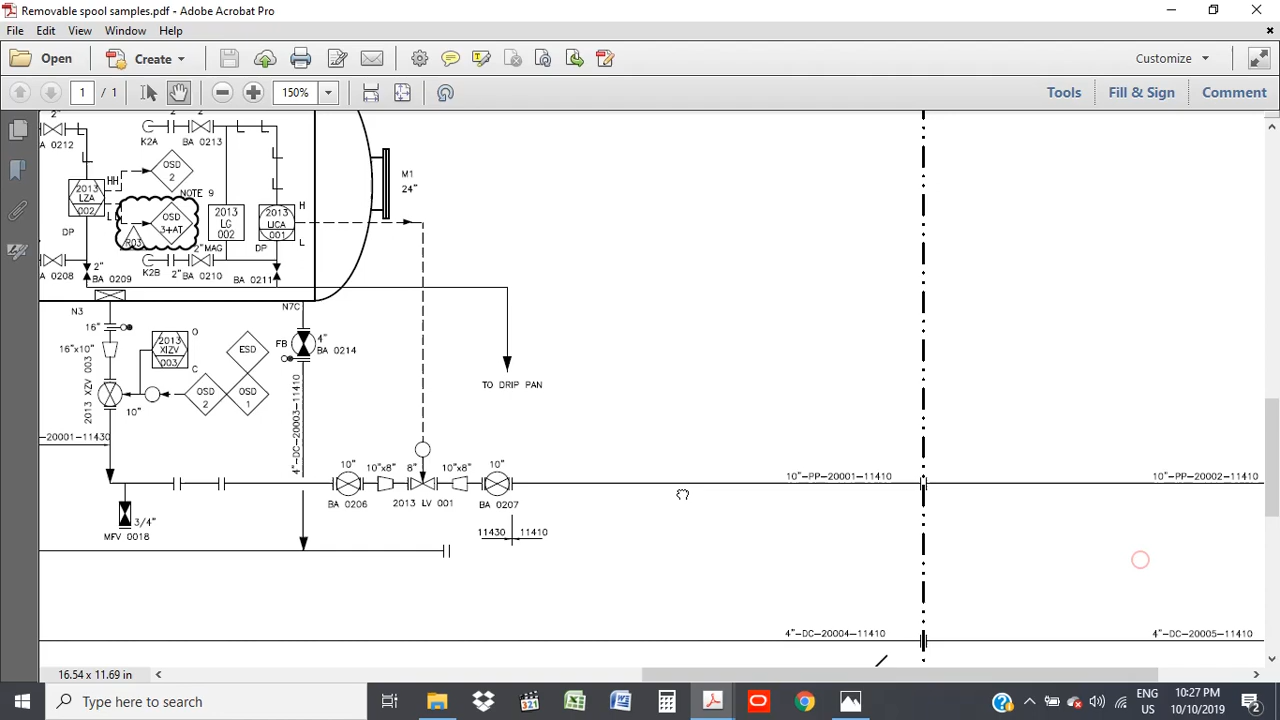 Removable spool samples.pdf - Adobe Acrobat Pro
File Edit View Window Help
Open Create Customize
1 / 1 150% Tools Fill & Sign Comment
2" 2" 2"
A 0212 K2A BA 0213
OSD
2
HH
M1
24"
2013
LZA
002
NOTE 9
OSD
3+AT
R03
2013
LG
002
2013
LICA
001
H
L
DP
2"MAG
DP
A 0208
2"
BA 0209
K2B
2"
BA 0210
BA 0211
N3
N7C
16"
16"x10"
2013 XZV 003
2013
XIZV
003
O
C
ESD
OSD
2
OSD
1
10"
FB
4"
BA 0214
4"-DC-20003-11410
TO DRIP PAN
-20001-11430
10" 10"x8" 8" 10"x8" 10"
BA 0206 2013 LV 001 BA 0207
10"-PP-20001-11410 10"-PP-20002-11410
3/4"
MFV 0018
11430 11410
4"-DC-20004-11410 4"-DC-20005-11410
16.54 x 11.69 in
Type here to search
321
ENG
US
10:27 PM
10/10/2019
2